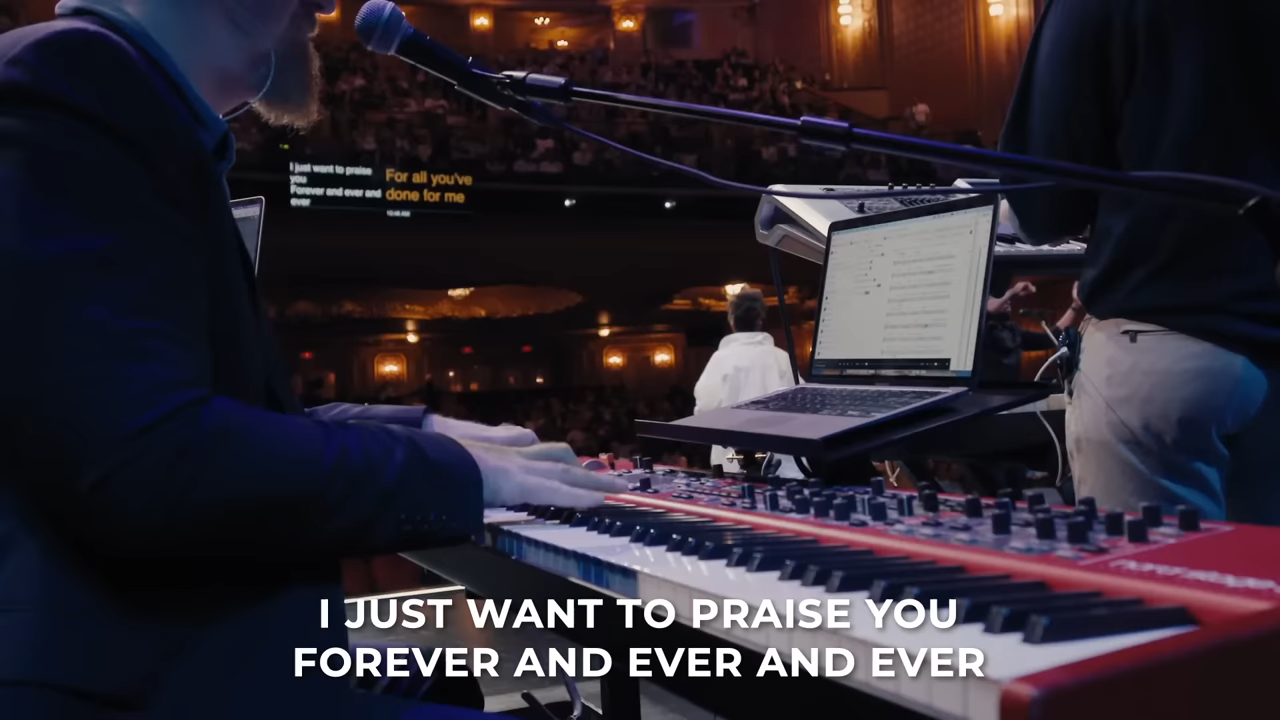 I just want to praise
you
Forever and ever and
ever
For all you've
done for me
I JUST WANT TO PRAISE YOU
FOREVER AND EVER AND EVER